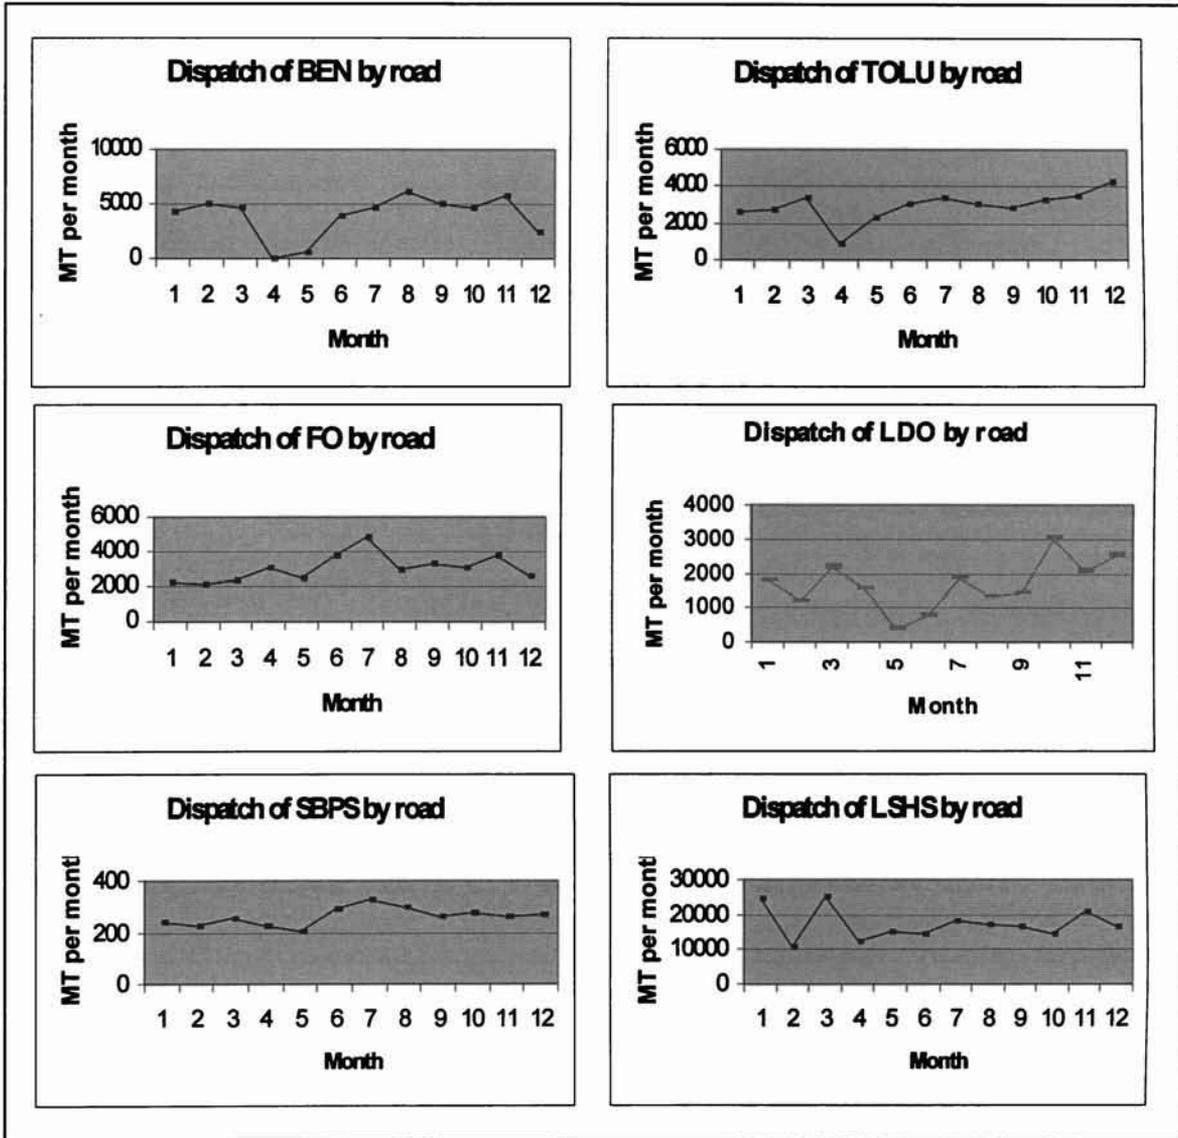 Dispatch of BEN by road
MT per month
10000
5000
0
1 2 3 4 5 6 7 8 9 10 11 12
Month
Dispatch of TOLU by road
MT per month
6000
4000
2000
0
1 2 3 4 5 6 7 8 9 10 11 12
Month
Dispatch of FO by road
MT per month
6000
4000
2000
0
1 2 3 4 5 6 7 8 9 10 11 12
Month
Dispatch of LDO by road
MT per month
4000
3000
2000
1000
0
1 3 5 7 9 11
Month
Dispatch of SBPS by road
MT per mont
400
200
0
1 2 3 4 5 6 7 8 9 10 11 12
Month
Dispatch of LSHS by road
MT per mont
30000
20000
10000
0
1 2 3 4 5 6 7 8 9 10 11 12
Month